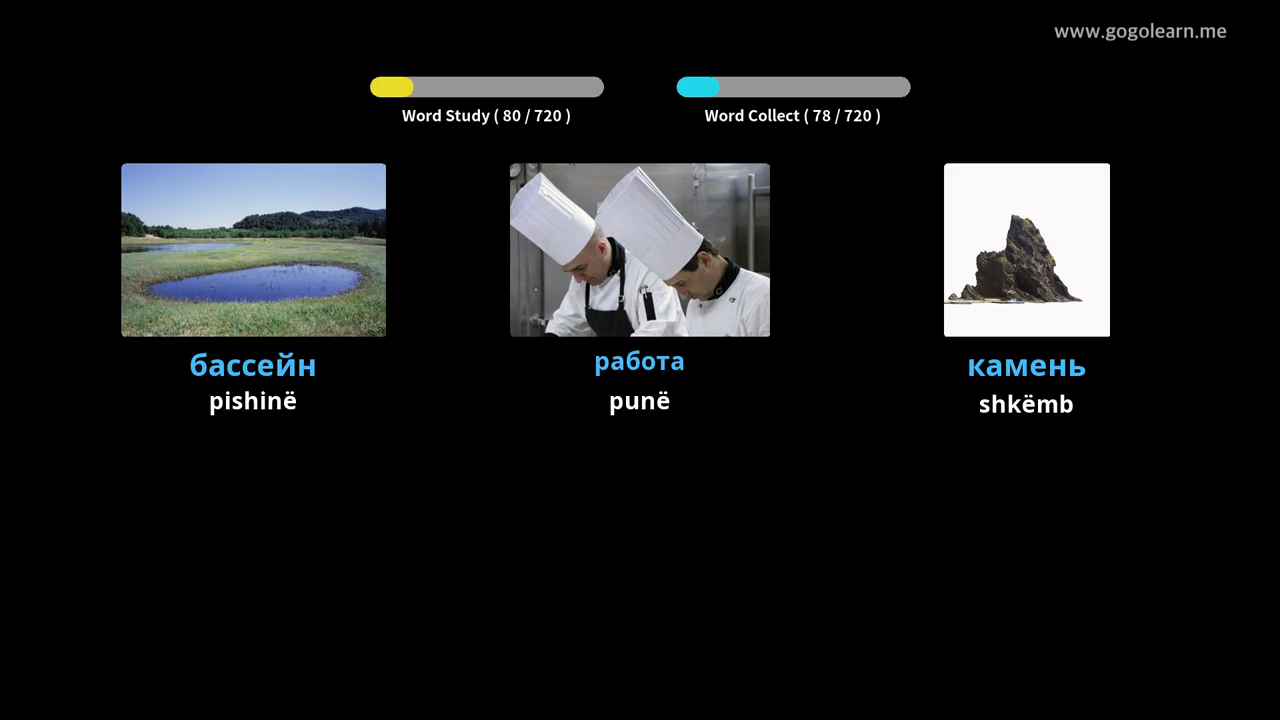 www.gogolearn.me
Word Study ( 80 / 720 )
Word Collect ( 78 / 720 )
бассейн
pishinë
работа
punë
камень
shkëmb